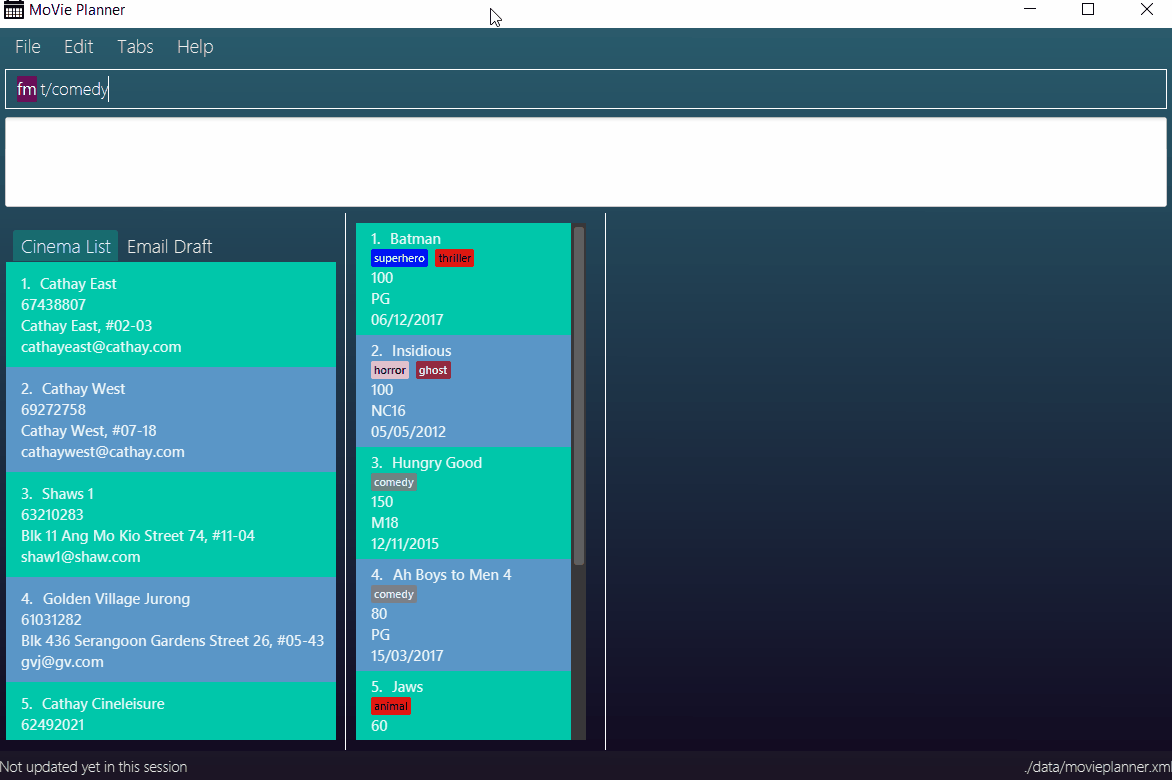 MoVie Planner
File Edit Tabs Help
fm t/comedy
Cinema List Email Draft
1. Cathay East
67438807
Cathay East, #02-03
cathayeast@cathay.com
2. Cathay West
69272758
Cathay West, #07-18
cathaywest@cathay.com
3. Shaws 1
63210283
Blk 11 Ang Mo Kio Street 74, #11-04
shaw1@shaw.com
4. Golden Village Jurong
61031282
Blk 436 Serangoon Gardens Street 26, #05-43
gvj@gv.com
5. Cathay Cineleisure
62492021
1. Batman
superhero thriller
100
PG
06/12/2017
2. Insidious
horror ghost
100
NC16
05/05/2012
3. Hungry Good
comedy
150
M18
12/11/2015
4. Ah Boys to Men 4
comedy
80
PG
15/03/2017
5. Jaws
animal
60
Not updated yet in this session
./data/movieplanner.xml